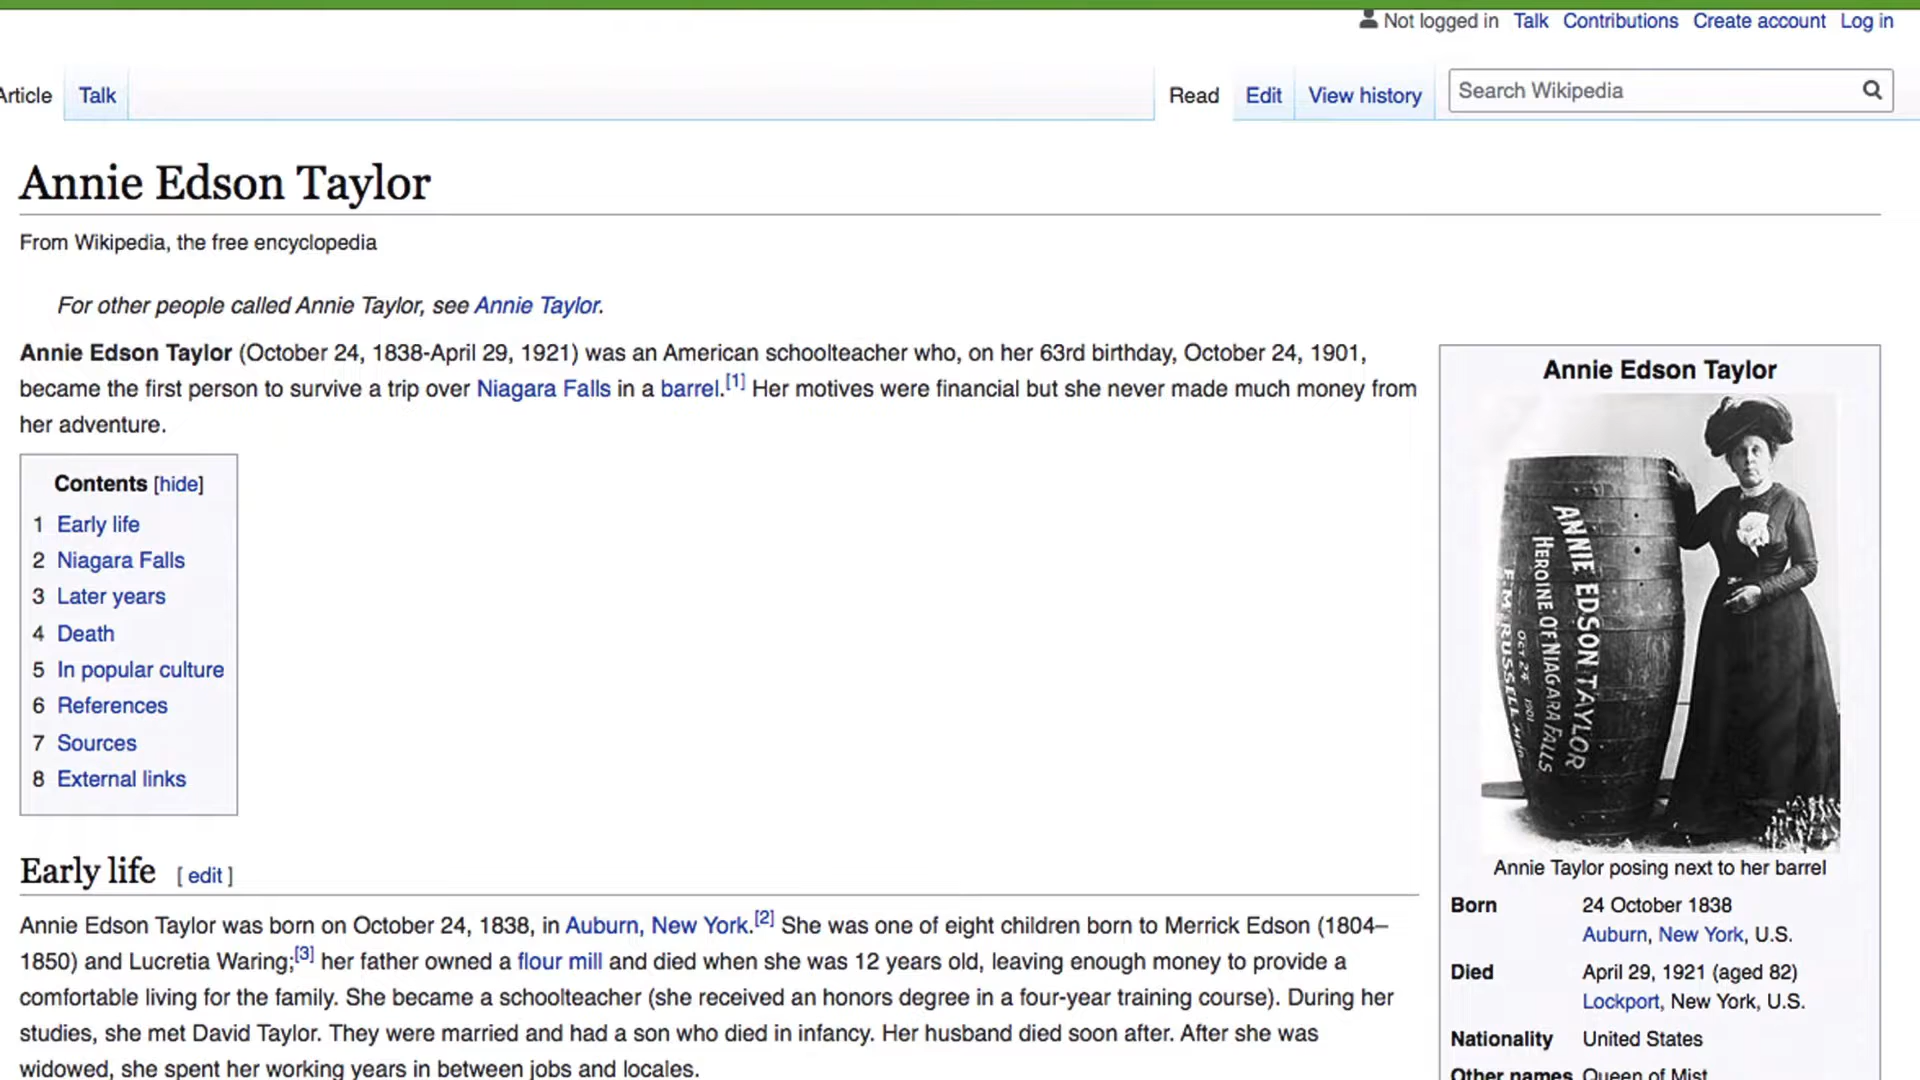 Not logged in Talk Contributions Create account Log in
Article Talk Read Edit View history Search Wikipedia
Annie Edson Taylor
From Wikipedia, the free encyclopedia
For other people called Annie Taylor, see Annie Taylor.
Annie Edson Taylor (October 24, 1838-April 29, 1921) was an American schoolteacher who, on her 63rd birthday, October 24, 1901,
became the first person to survive a trip over Niagara Falls in a barrel.[1] Her motives were financial but she never made much money from
her adventure.
Contents [hide]
1 Early life
2 Niagara Falls
3 Later years
4 Death
5 In popular culture
6 References
7 Sources
8 External links
Early life [ edit ]
Annie Edson Taylor was born on October 24, 1838, in Auburn, New York.[2] She was one of eight children born to Merrick Edson (1804–
1850) and Lucretia Waring;[3] her father owned a flour mill and died when she was 12 years old, leaving enough money to provide a
comfortable living for the family. She became a schoolteacher (she received an honors degree in a four-year training course). During her
studies, she met David Taylor. They were married and had a son who died in infancy. Her husband died soon after. After she was
widowed, she spent her working years in between jobs and locales.
Annie Edson Taylor
ANNIE EDSON TAYLOR
HEROINE OF NIAGARA FALLS
OCT 24 1901
F.M. RUSSELL
Annie Taylor posing next to her barrel
Born 24 October 1838
Auburn, New York, U.S.
Died April 29, 1921 (aged 82)
Lockport, New York, U.S.
Nationality United States
Other names Queen of Mist